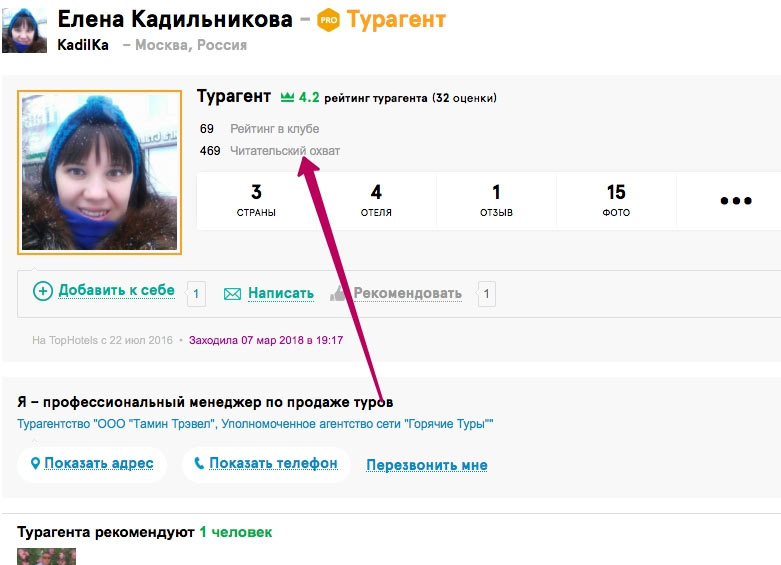 Елена Кадильникова – PRO Турагент
KadilKa – Москва, Россия
Турагент 4.2 рейтинг турагента (32 оценки)
69 Рейтинг в клубе
469 Читательский охват
3 4 1 15 •••
СТРАНЫ ОТЕЛЯ ОТЗЫВ ФОТО
Добавить к себе 1 Написать Рекомендовать 1
На TopHotels с 22 июл 2016 • Заходила 07 мар 2018 в 19:17
Я – профессиональный менеджер по продаже туров
Турагентство "ООО "Тамин Трэвел", Уполномоченное агентство сети "Горячие Туры""
Показать адрес Показать телефон Перезвонить мне
Турагента рекомендуют 1 человек